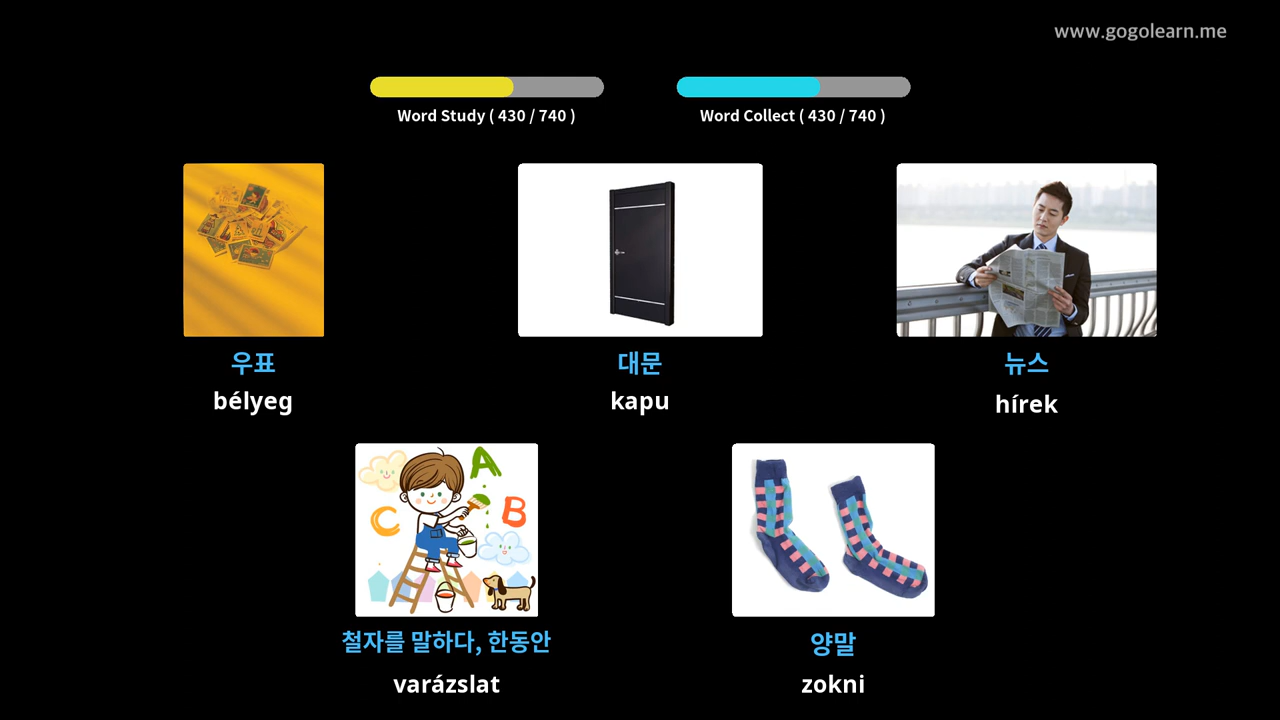 www.gogolearn.me
Word Study ( 430 / 740 )
Word Collect ( 430 / 740 )
우표
bélyeg
대문
kapu
뉴스
hírek
A
B
C
철자를 말하다, 한동안
varázslat
양말
zokni